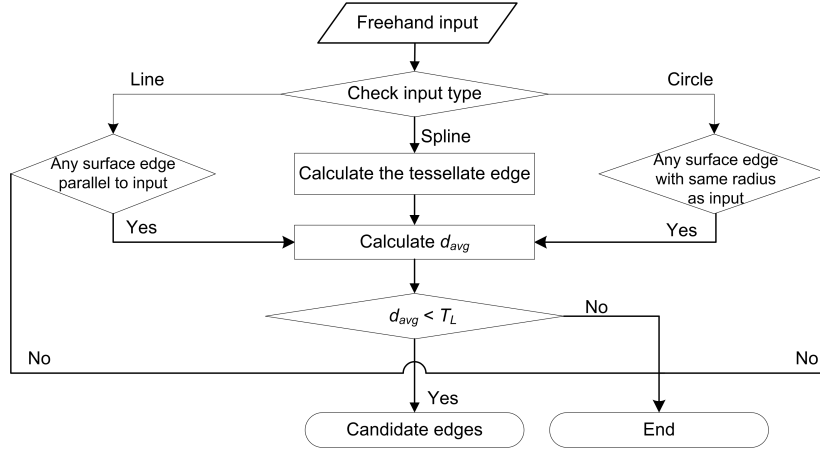 Freehand input
Line
Check input type
Circle
Spline
Any surface edge
parallel to input
Calculate the tessellate edge
Any surface edge
with same radius
as input
Yes
Calculate d_avg
Yes
d_avg < T_L
No
No
No
Yes
Candidate edges
End